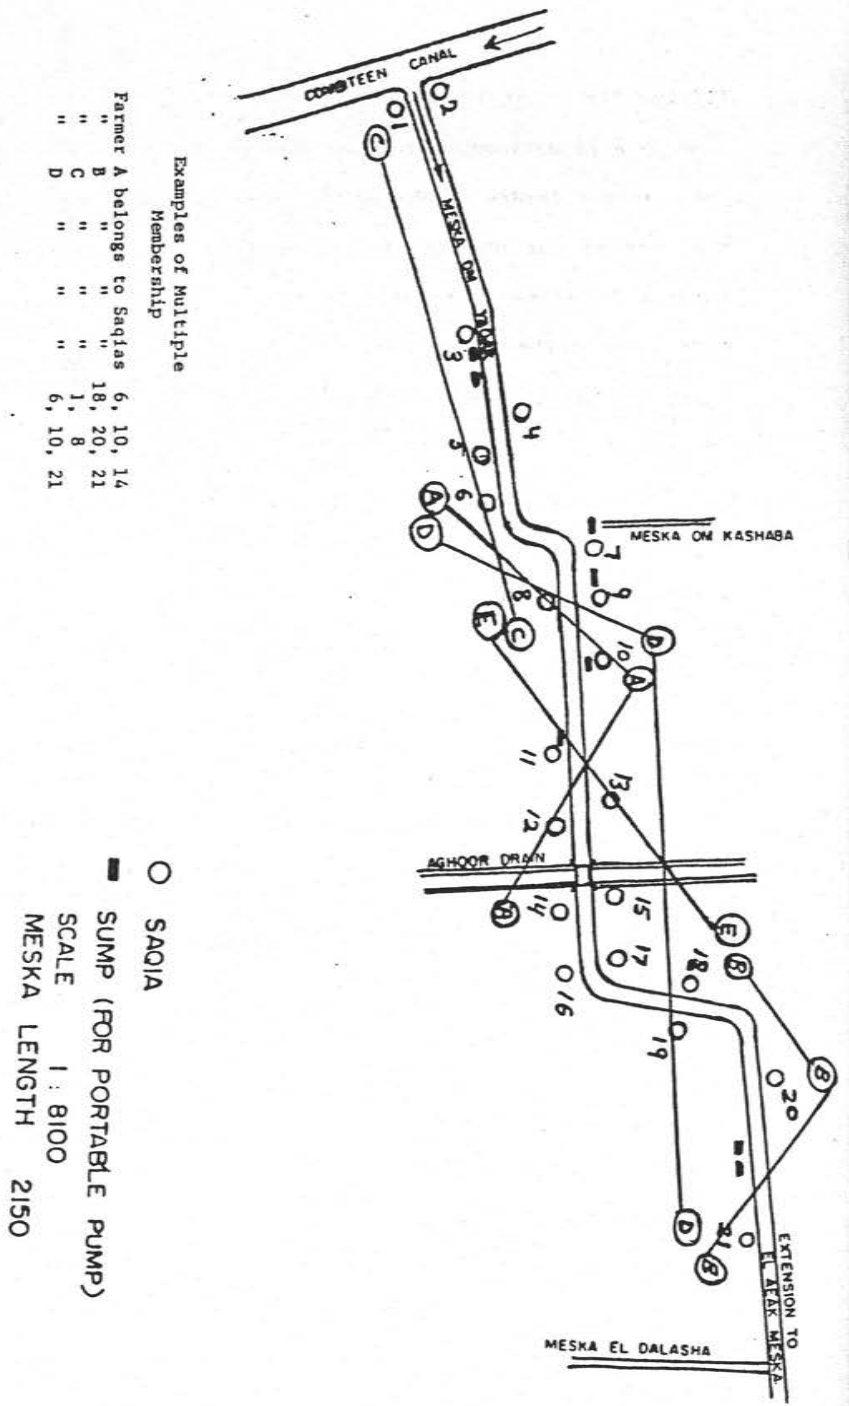 COMBTEEN CANAL
MESKA OM YAQAB
MESKA OM KASHABA
AGHOOR DRAIN
EXTENSION TO
EL AEAK MESKA
MESKA EL DALASHA
1
2
3
4
5
6
7
8
9
10
11
12
13
14
15
16
17
18
19
20
21
C
A
D
E
C
D
A
A
E
B
B
D
B
Examples of Multiple
Membership
Farmer A belongs to Saqias 6, 10, 14
" B " " " 18, 20, 21
" C " " " 1, 8
" D " " " 6, 10, 21
SAQIA
SUMP (FOR PORTABLE PUMP)
SCALE 1 : 8100
MESKA LENGTH 2150